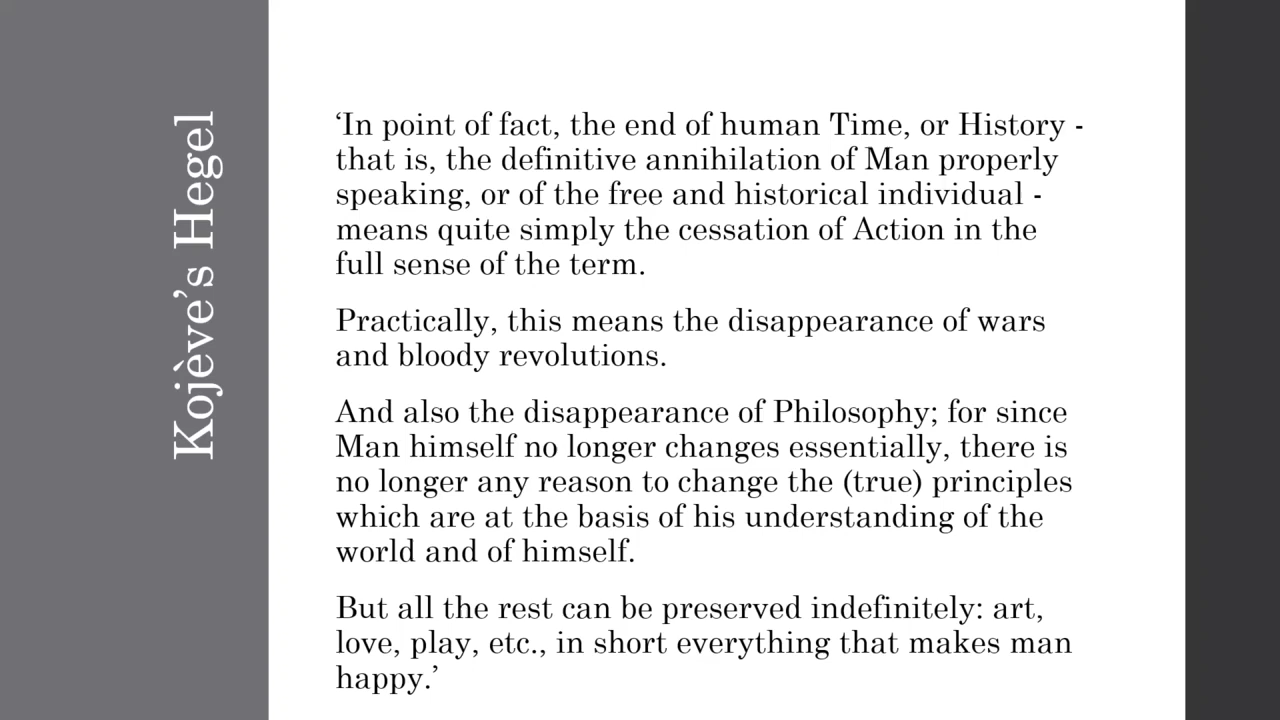 Kojève's Hegel
‘In point of fact, the end of human Time, or History -
that is, the definitive annihilation of Man properly
speaking, or of the free and historical individual -
means quite simply the cessation of Action in the
full sense of the term.
Practically, this means the disappearance of wars
and bloody revolutions.
And also the disappearance of Philosophy; for since
Man himself no longer changes essentially, there is
no longer any reason to change the (true) principles
which are at the basis of his understanding of the
world and of himself.
But all the rest can be preserved indefinitely: art,
love, play, etc., in short everything that makes man
happy.’